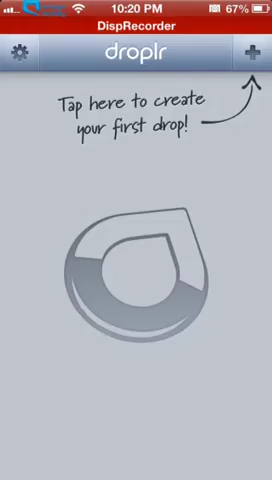 10:20 PM
67%
DispRecorder
droplr
Tap here to create
your first drop!